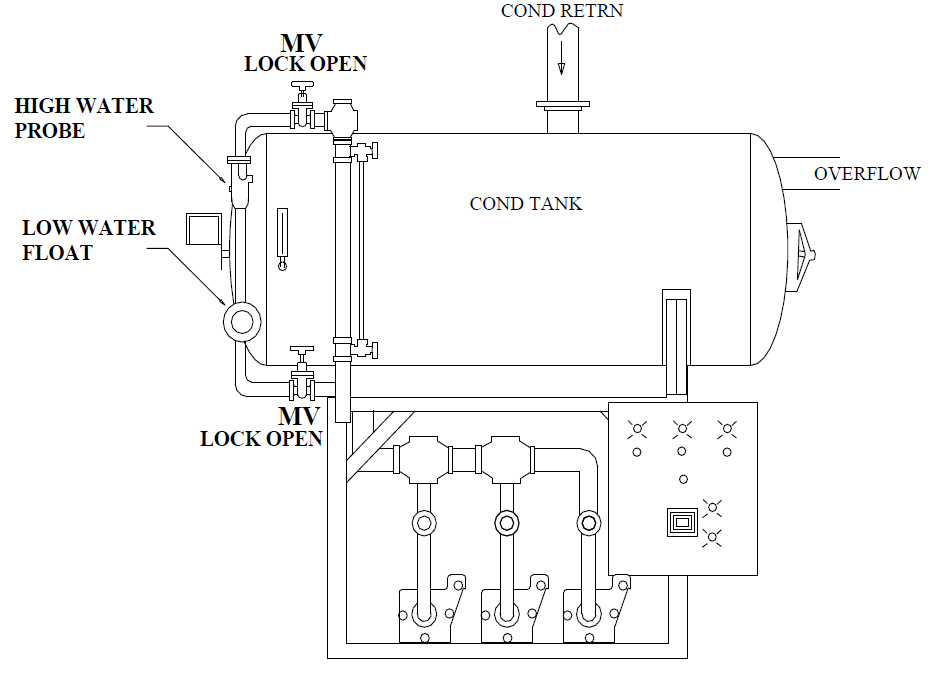 COND RETRN
MV
LOCK OPEN
HIGH WATER
PROBE
OVERFLOW
COND TANK
LOW WATER
FLOAT
MV
LOCK OPEN